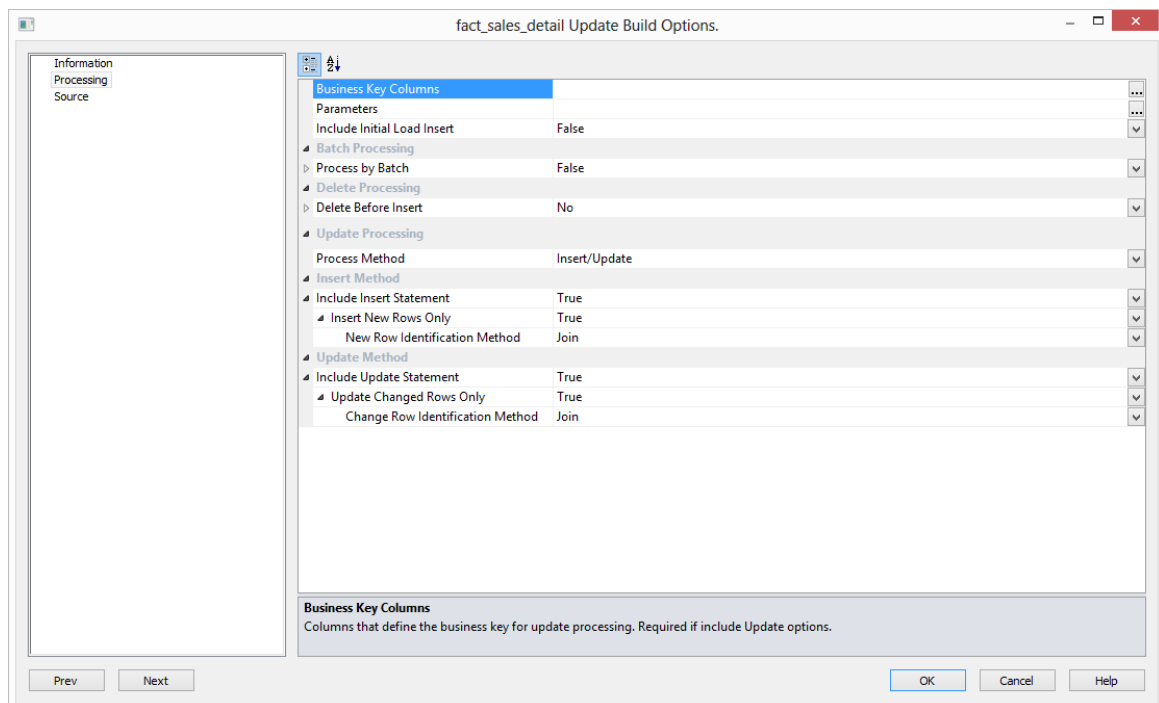 fact_sales_detail Update Build Options.
Information
Processing
Source
Business Key Columns
...
Parameters
...
Include Initial Load Insert False
Batch Processing
Process by Batch False
Delete Processing
Delete Before Insert No
Update Processing
Process Method Insert/Update
Insert Method
Include Insert Statement True
Insert New Rows Only True
New Row Identification Method Join
Update Method
Include Update Statement True
Update Changed Rows Only True
Change Row Identification Method Join
Business Key Columns
Columns that define the business key for update processing. Required if include Update options.
Prev Next OK Cancel Help